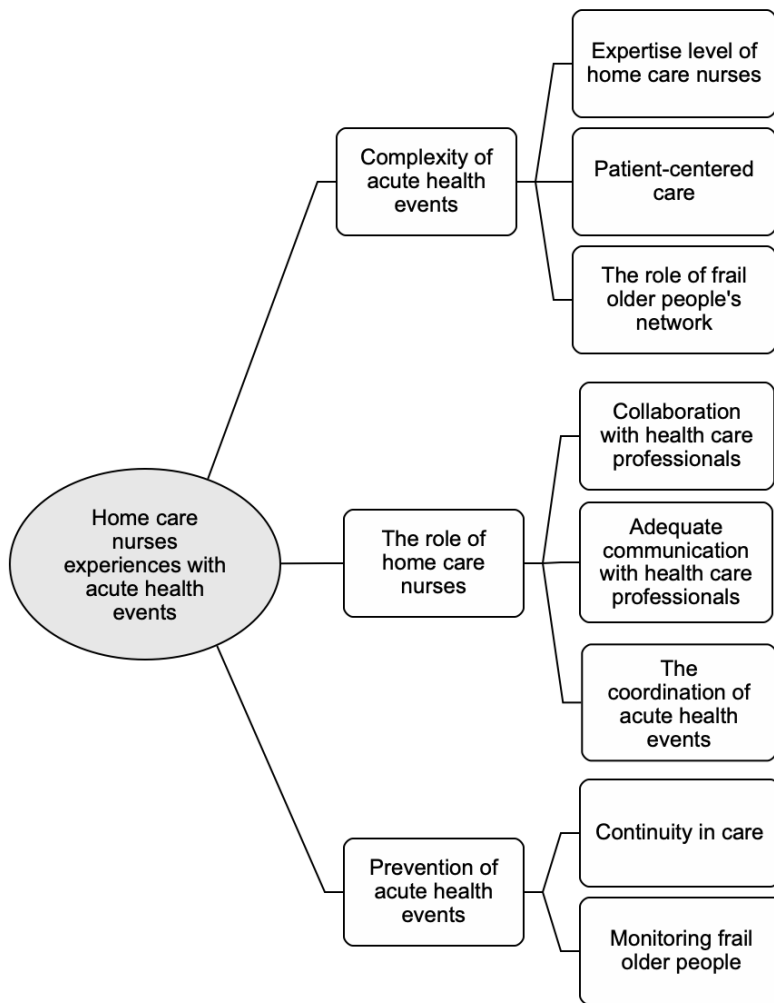 Home care
nurses
experiences with
acute health
events
Complexity of
acute health
events
Expertise level of
home care nurses
Patient-centered
care
The role of frail
older people's
network
The role of
home care
nurses
Collaboration
with health care
professionals
Adequate
communication
with health care
professionals
The
coordination of
acute health
events
Prevention of
acute health
events
Continuity in care
Monitoring frail
older people